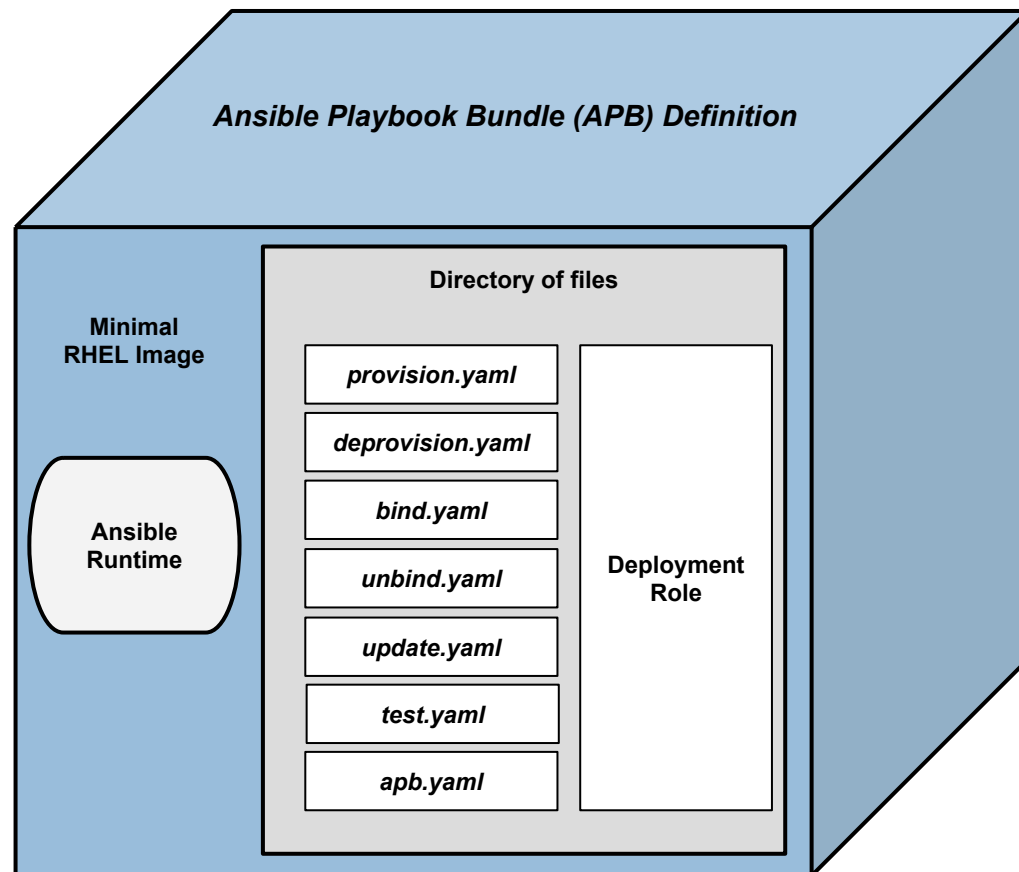 Ansible Playbook Bundle (APB) Definition
Minimal
RHEL Image
Ansible
Runtime
Directory of files
provision.yaml
deprovision.yaml
bind.yaml
unbind.yaml
update.yaml
test.yaml
apb.yaml
Deployment
Role